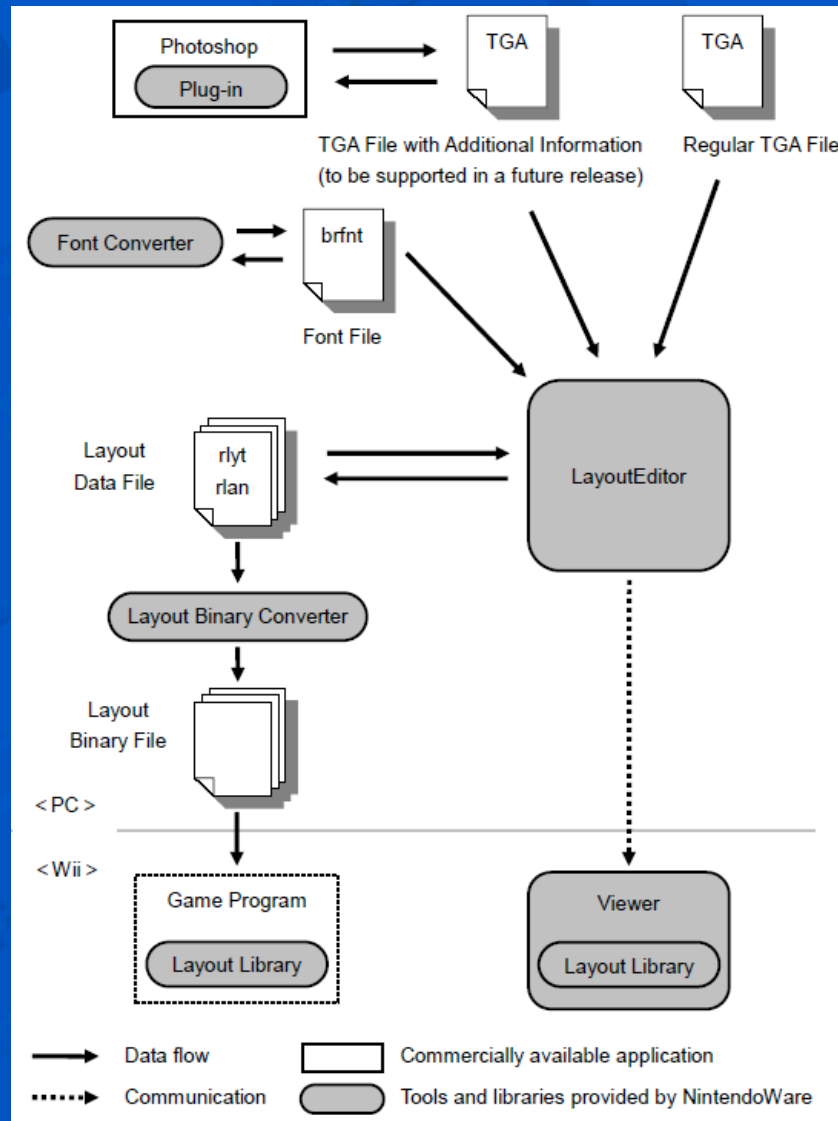 Photoshop
Plug-in
TGA
TGA
TGA File with Additional Information
(to be supported in a future release)
Regular TGA File
Font Converter
brfnt
Font File
Layout
Data File
rlyt
rlan
LayoutEditor
Layout Binary Converter
Layout
Binary File
< PC >
< Wii >
Game Program
Layout Library
Viewer
Layout Library
Data flow
Commercially available application
Communication
Tools and libraries provided by NintendoWare